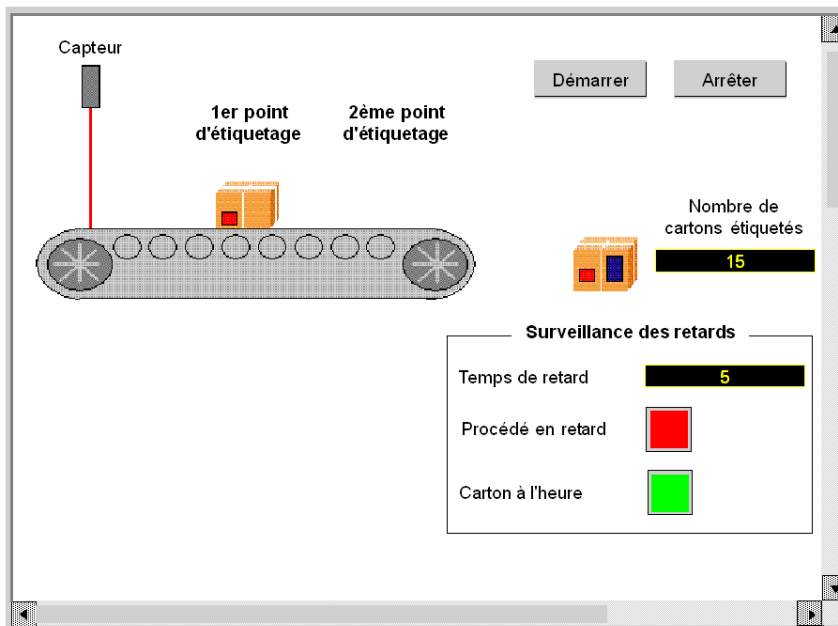 Capteur
Démarrer
Arrêter
1er point
d'étiquetage
2ème point
d'étiquetage
Nombre de
cartons étiquetés
15
Surveillance des retards
Temps de retard
5
Procédé en retard
Carton à l'heure